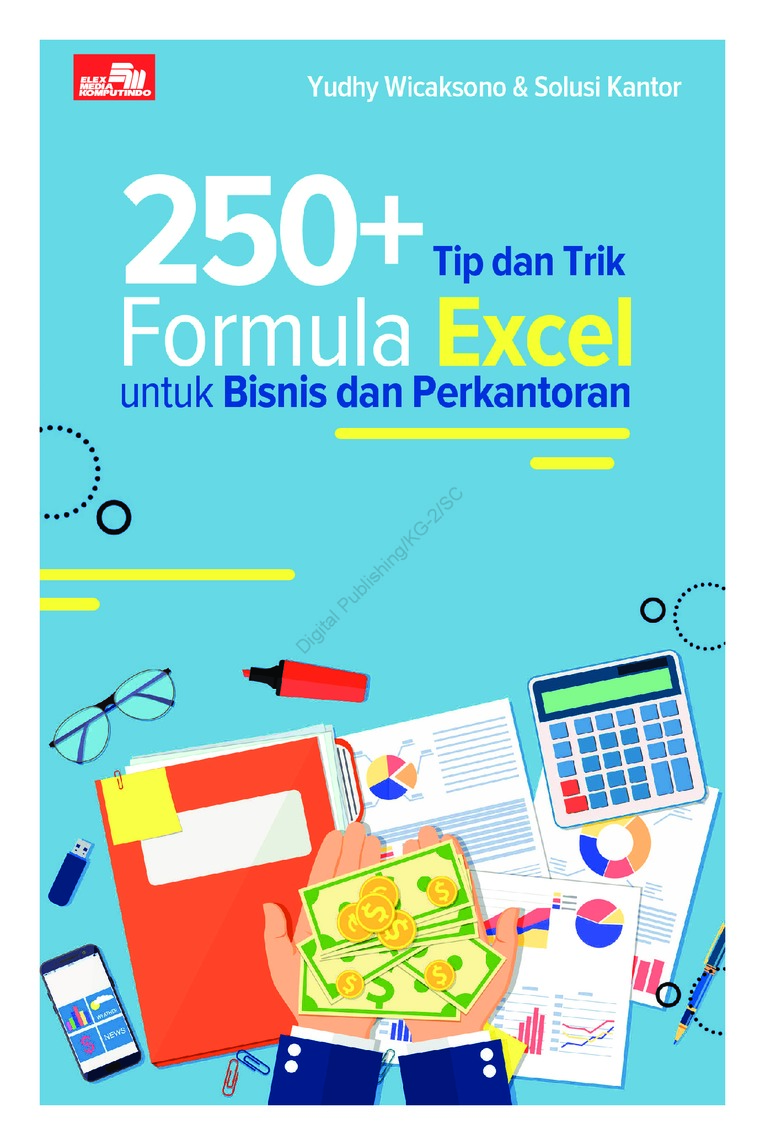 ELEX
MEDIA
KOMPUTINDO
Yudhy Wicaksono & Solusi Kantor
250+ Tip dan Trik
Formula Excel
untuk Bisnis dan Perkantoran
Digital Publishing/KG-2/SC
WEATHER
NEWS